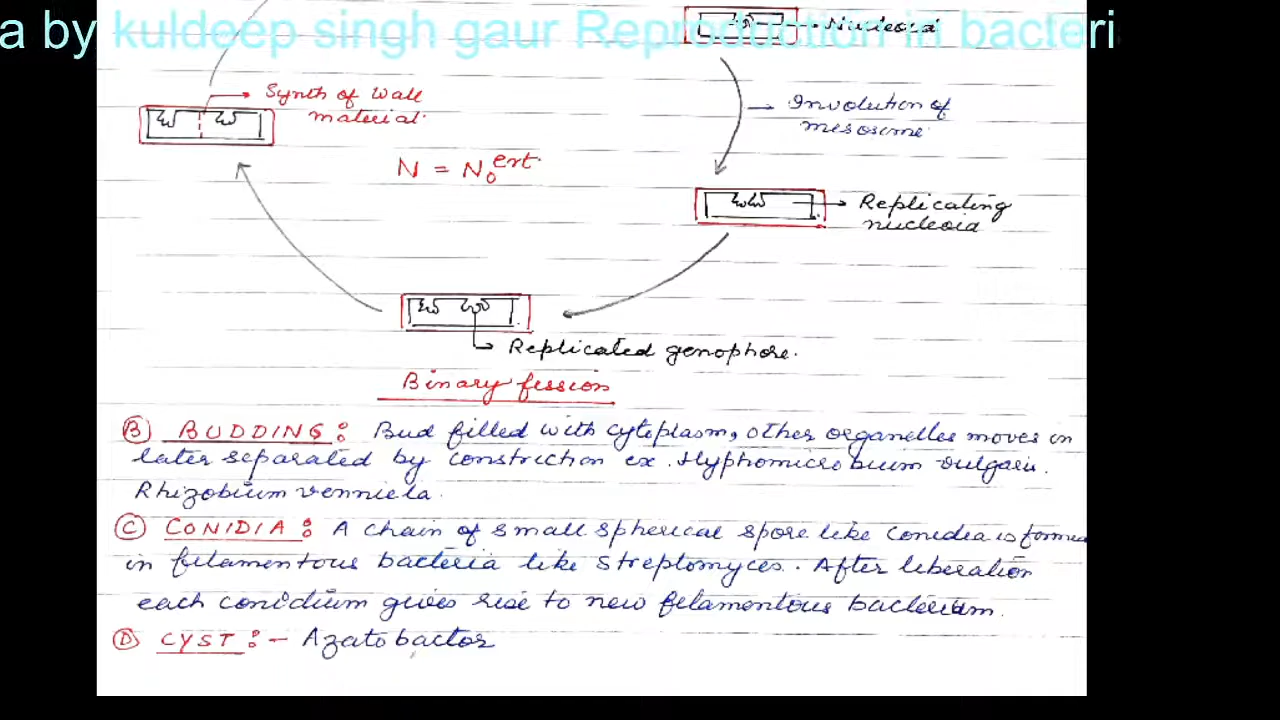 a by kuldeep singh gaur Reproduction in bacteri
Nucleoid
Synth of wall
material.
Involution of
mesosome
N = N₀ᵉʳᵗ
Replicating
nucleoid
Replicated genophore.
Binary fission
Ⓑ BUDDING : Bud filled with cytoplasm, other organelles moves in
later separated by constriction ex. Hyphomicrobium vulgaris.
Rhizobium venniela.
Ⓒ CONIDIA : A chain of small spherical spore like conidia is formed
in filamentous bacteria like Streptomyces. After liberation
each conidium gives rise to new filamentous bacterium.
Ⓓ CYST :- Azatobactor